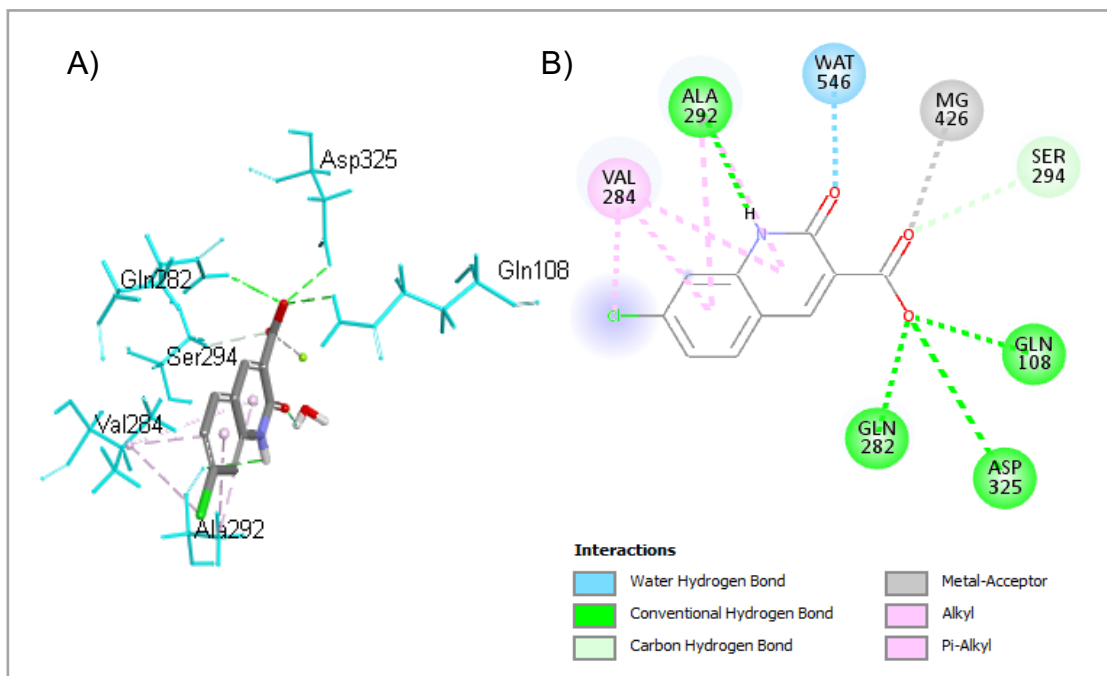 A)
Asp325
Gln282
Gln108
Ser294
Val284
Ala292
B)
WAT
546
ALA
292
MG
426
SER
294
VAL
284
H
N
O
O
O
Cl
GLN
108
GLN
282
ASP
325
Interactions
Water Hydrogen Bond
Conventional Hydrogen Bond
Carbon Hydrogen Bond
Metal-Acceptor
Alkyl
Pi-Alkyl